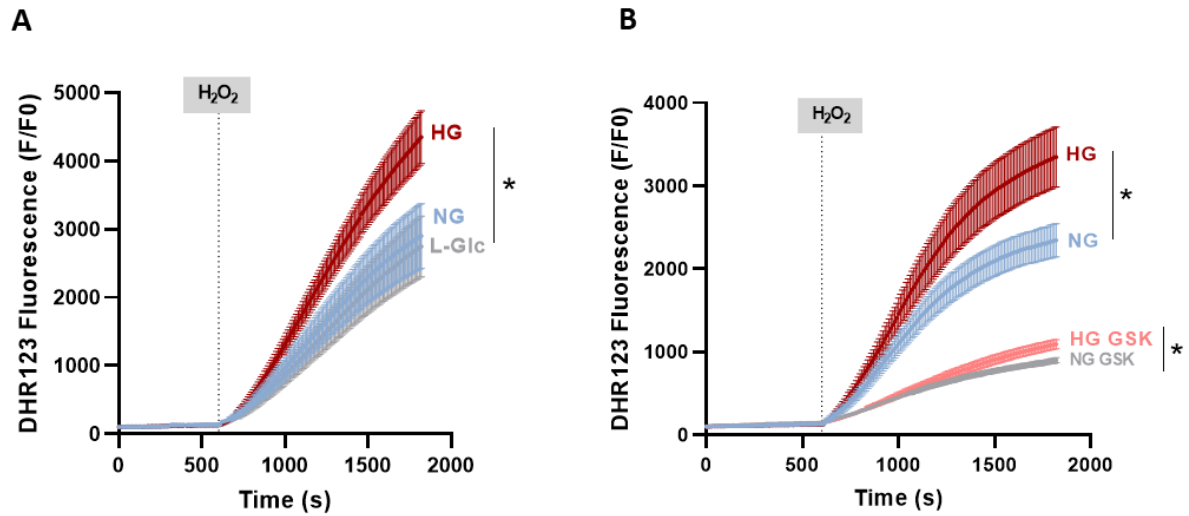 A
DHR123 Fluorescence (F/F0)
5000
4000
3000
2000
1000
0
H₂O₂
HG
NG
L-Glc
*
0 500 1000 1500 2000
Time (s)
B
DHR123 Fluorescence (F/F0)
4000
3000
2000
1000
0
H₂O₂
HG
*
NG
HG GSK
NG GSK
*
0 500 1000 1500 2000
Time (s)